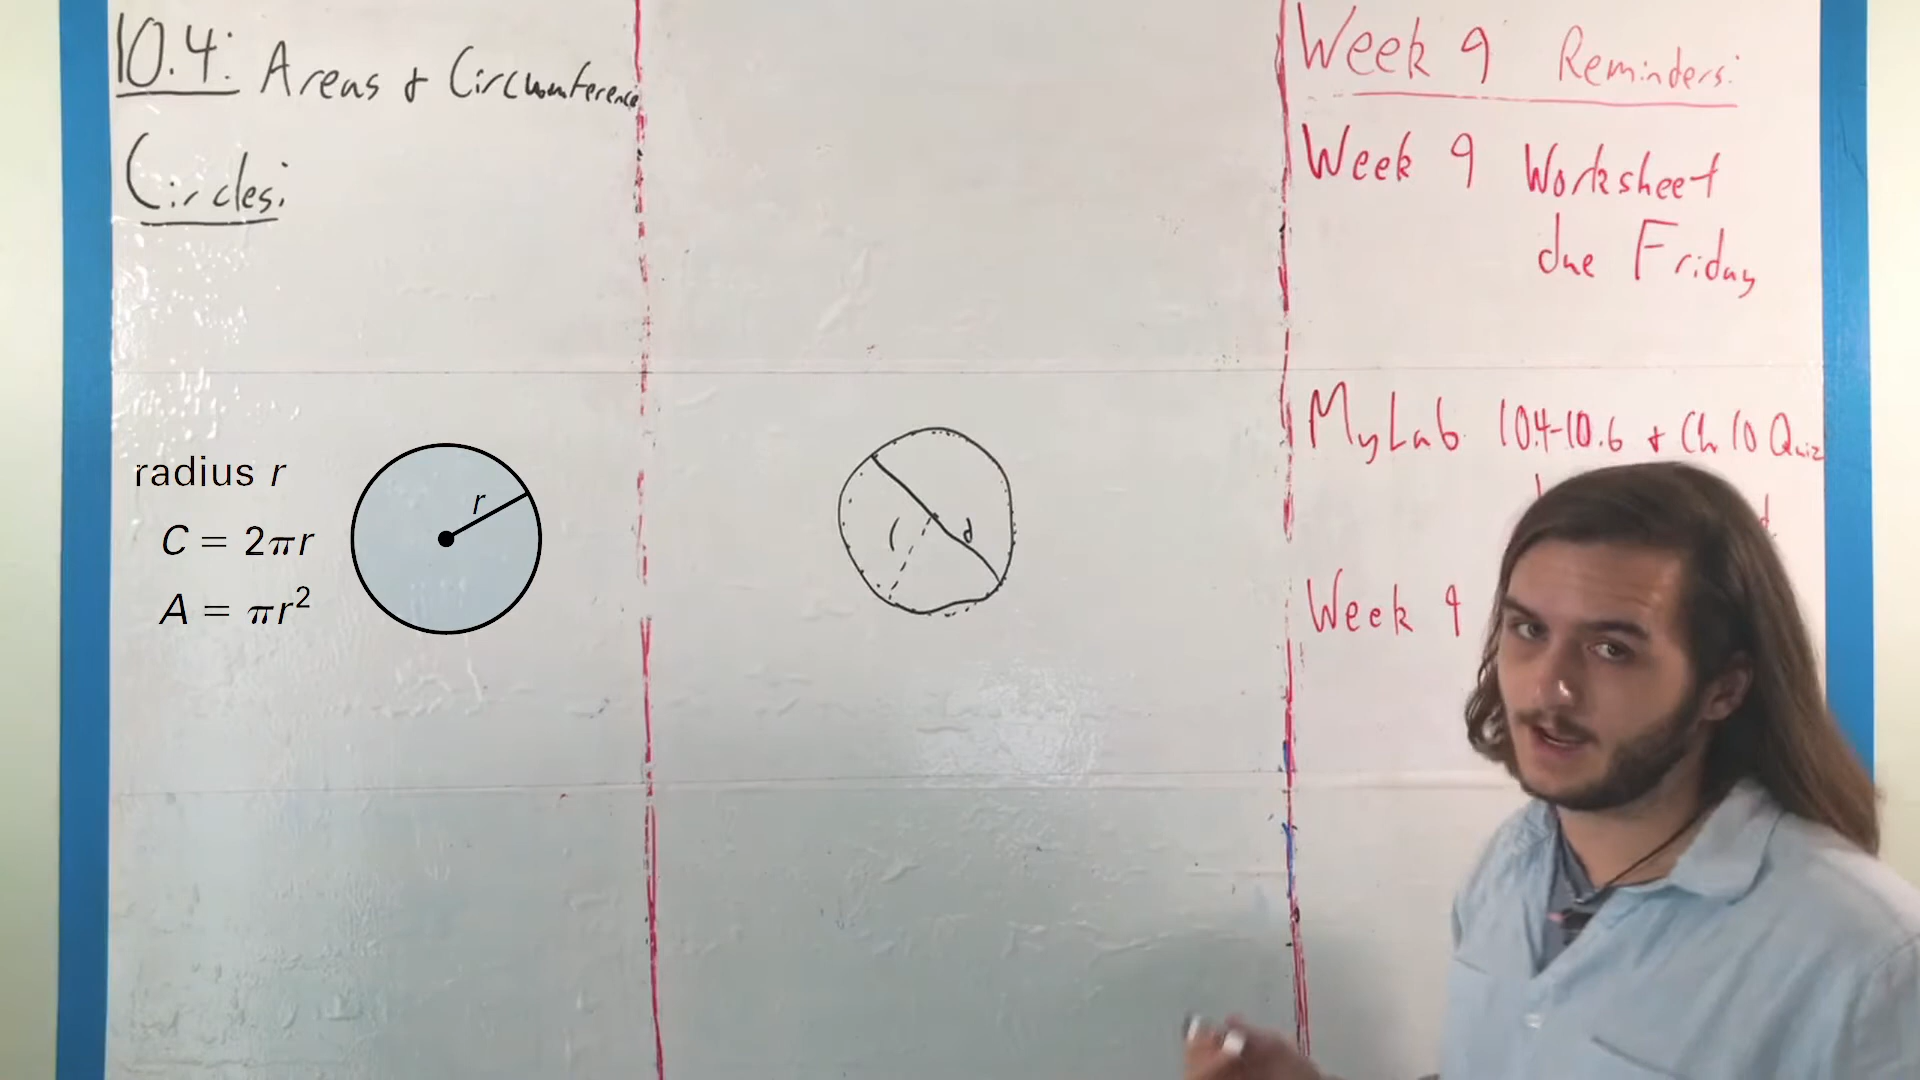 10.4: Areas & Circumference
Circles:
radius r
C = 2πr
A = πr²
r
r
d
Week 9 Reminders:
Week 9 Worksheet
due Friday
MyLab 10.4-10.6 & Ch 10 Quiz
Week 9